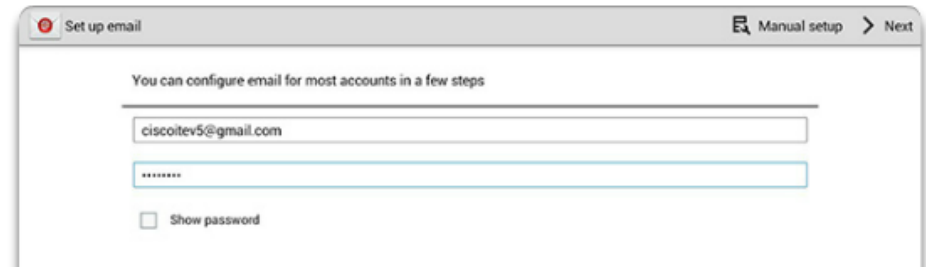 Set up email Manual setup Next
You can configure email for most accounts in a few steps
ciscoitev5@gmail.com
••••••••
Show password